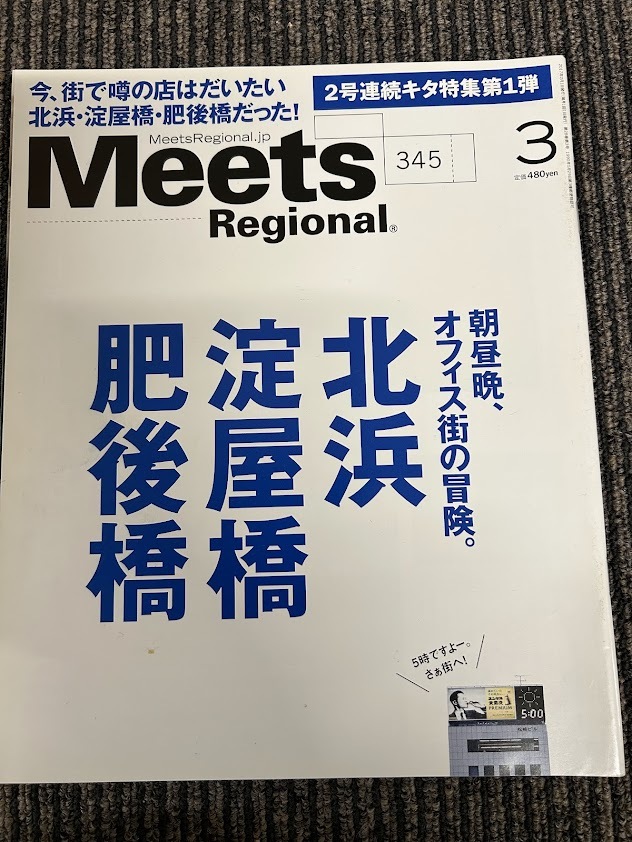 今、街で噂の店はだいたい
北浜・淀屋橋・肥後橋だった!
2号連続キタ特集第1弾
MeetsRegional.jp
Meets
Regional®
345
3
定価480yen
朝昼晩、
オフィス街の冒険。
北浜
淀屋橋
肥後橋
5時ですよー。
さぁ街へ!
PREMIUM
5:00